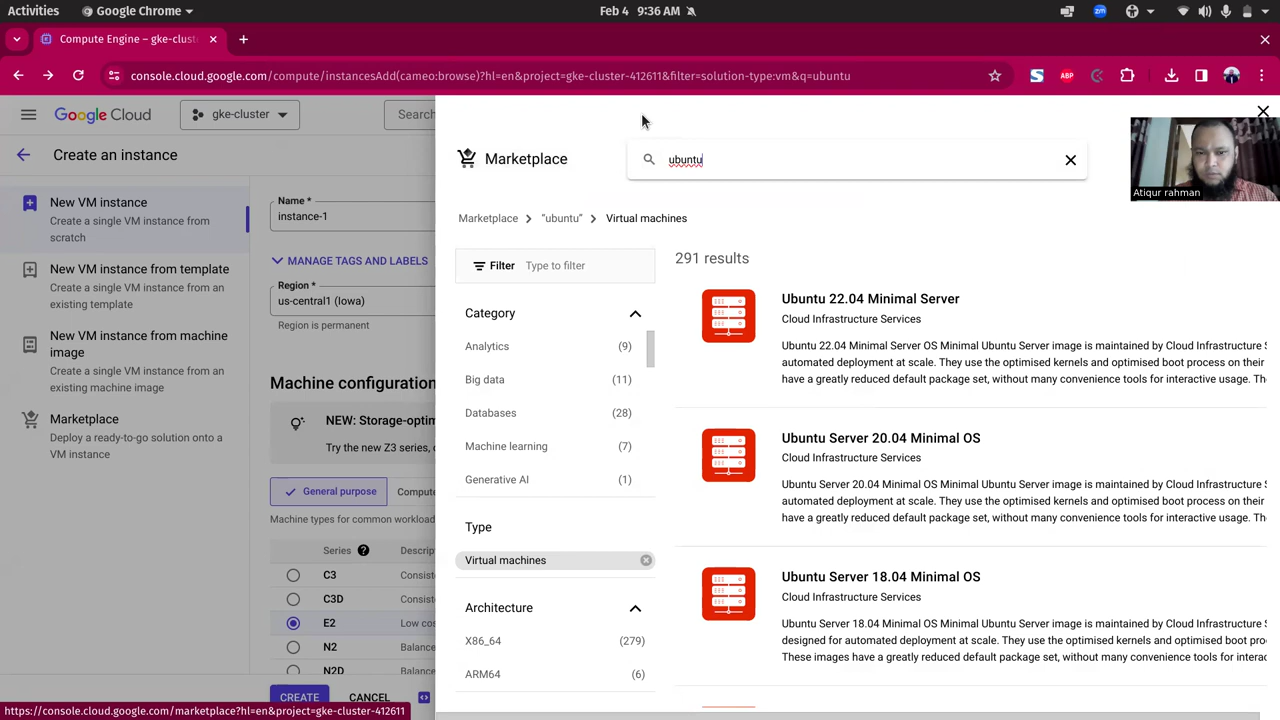 Activities
Google Chrome
Feb 4 9:36 AM
zm
Compute Engine – gke-clust
console.cloud.google.com/compute/instancesAdd(cameo:browse)?hl=en&project=gke-cluster-412611&filter=solution-type:vm&q=ubuntu
ABP
Google Cloud
gke-cluster
Search
Create an instance
New VM instance
Create a single VM instance from
scratch
New VM instance from template
Create a single VM instance from an
existing template
New VM instance from machine
image
Create a single VM instance from an
existing machine image
Marketplace
Deploy a ready-to-go solution onto a
VM instance
Name *
instance-1
MANAGE TAGS AND LABELS
Region *
us-central1 (Iowa)
Region is permanent
Machine configuration
NEW: Storage-optim
Try the new Z3 series, c
General purpose
Compute
Machine types for common workload
Series
Descrip
C3
Consiste
C3D
Consiste
E2
Low cos
N2
Balance
N2D
Balance
CREATE
CANCEL
https://console.cloud.google.com/marketplace?hl=en&project=gke-cluster-412611
Marketplace
ubuntu
Marketplace > "ubuntu" > Virtual machines
Filter Type to filter
Category
Analytics (9)
Big data (11)
Databases (28)
Machine learning (7)
Generative AI (1)
Type
Virtual machines
Architecture
X86_64 (279)
ARM64 (6)
291 results
Ubuntu 22.04 Minimal Server
Cloud Infrastructure Services
Ubuntu 22.04 Minimal Server OS Minimal Ubuntu Server image is maintained by Cloud Infrastructure S
automated deployment at scale. They use the optimised kernels and optimised boot process on their
have a greatly reduced default package set, without many convenience tools for interactive usage. Th
Ubuntu Server 20.04 Minimal OS
Cloud Infrastructure Services
Ubuntu Server 20.04 Minimal OS Minimal Ubuntu Server image is maintained by Cloud Infrastructure S
automated deployment at scale. They use the optimised kernels and optimised boot process on their
have a greatly reduced default package set, without many convenience tools for interactive usage. Th
Ubuntu Server 18.04 Minimal OS
Cloud Infrastructure Services
Ubuntu Server 18.04 Minimal OS Minimal Ubuntu Server image is maintained by Cloud Infrastructure S
designed for automated deployment at scale. They use the optimised kernels and optimised boot pro
These images have a greatly reduced default package set, without many convenience tools for interac
Atiqur rahman